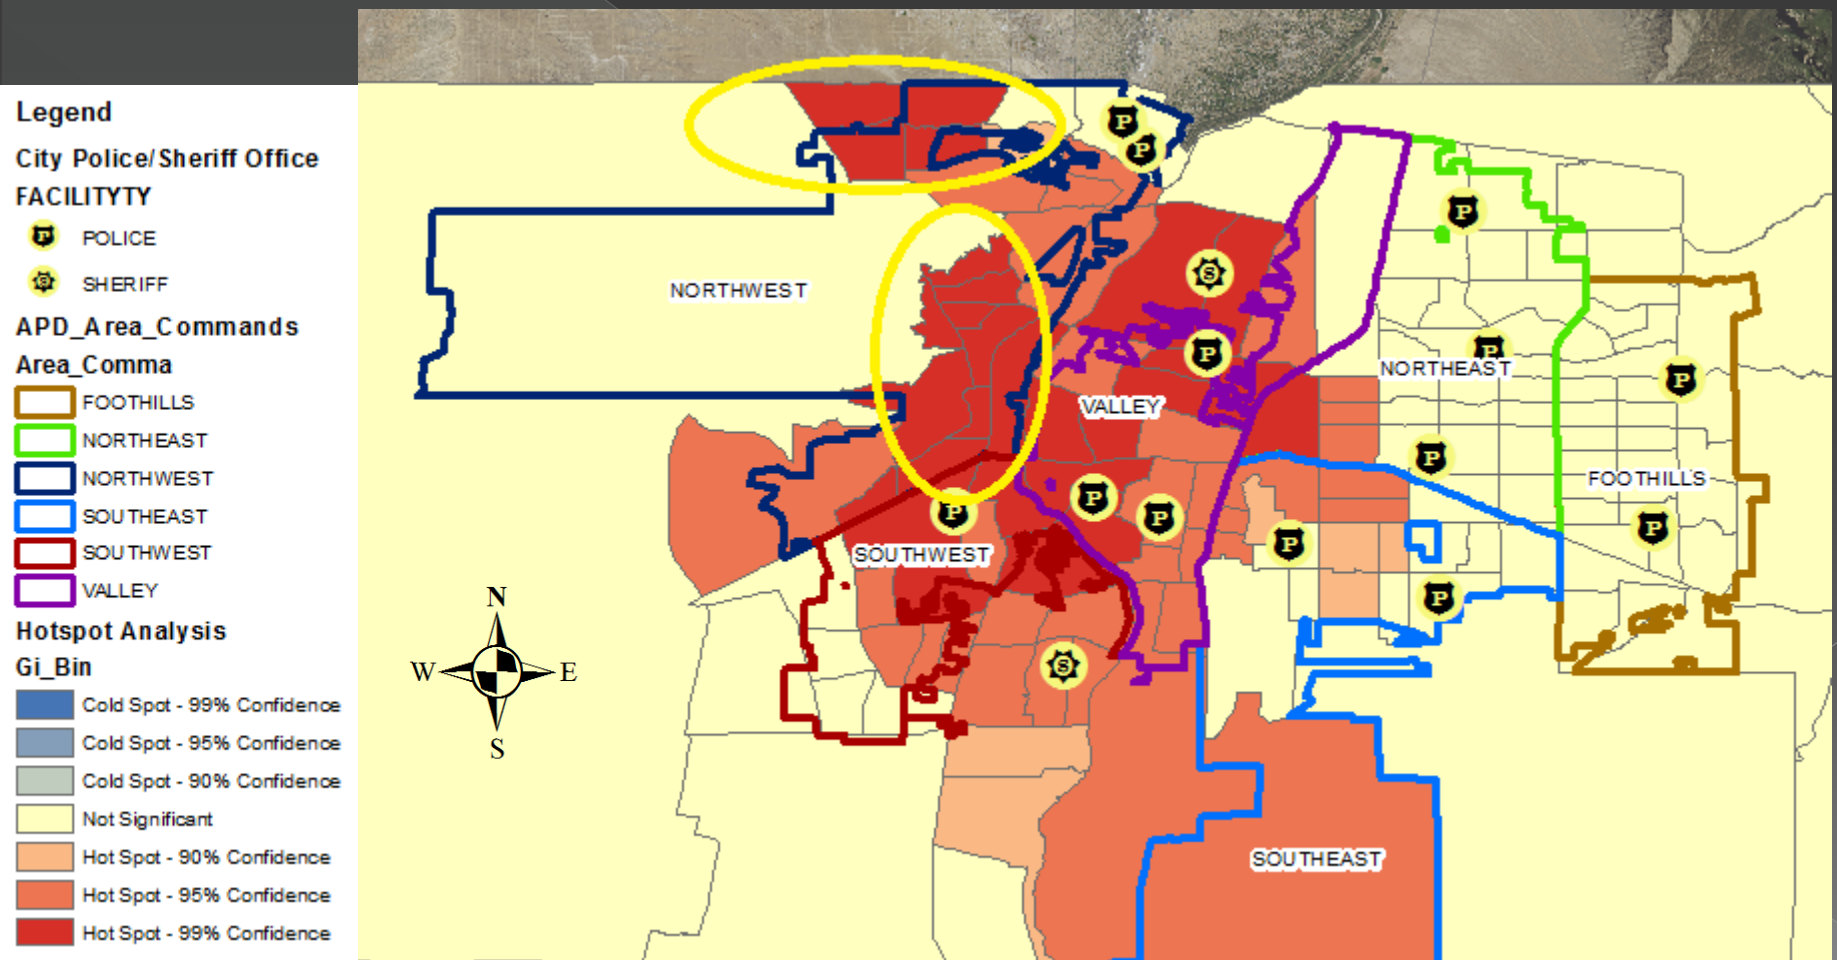 Legend
City Police/Sheriff Office
FACILITYTY
POLICE
SHERIFF
APD_Area_Commands
Area_Comma
FOOTHILLS
NORTHEAST
NORTHWEST
SOUTHEAST
SOUTHWEST
VALLEY
Hotspot Analysis
Gi_Bin
Cold Spot - 99% Confidence
Cold Spot - 95% Confidence
Cold Spot - 90% Confidence
Not Significant
Hot Spot - 90% Confidence
Hot Spot - 95% Confidence
Hot Spot - 99% Confidence
P
P
P
S
NORTHWEST
P
P
NORTHEAST
P
VALLEY
P
FOOTHILLS
P
P
P
P
P
SOUTHWEST
P
N
W E
S
P
S
SOUTHEAST